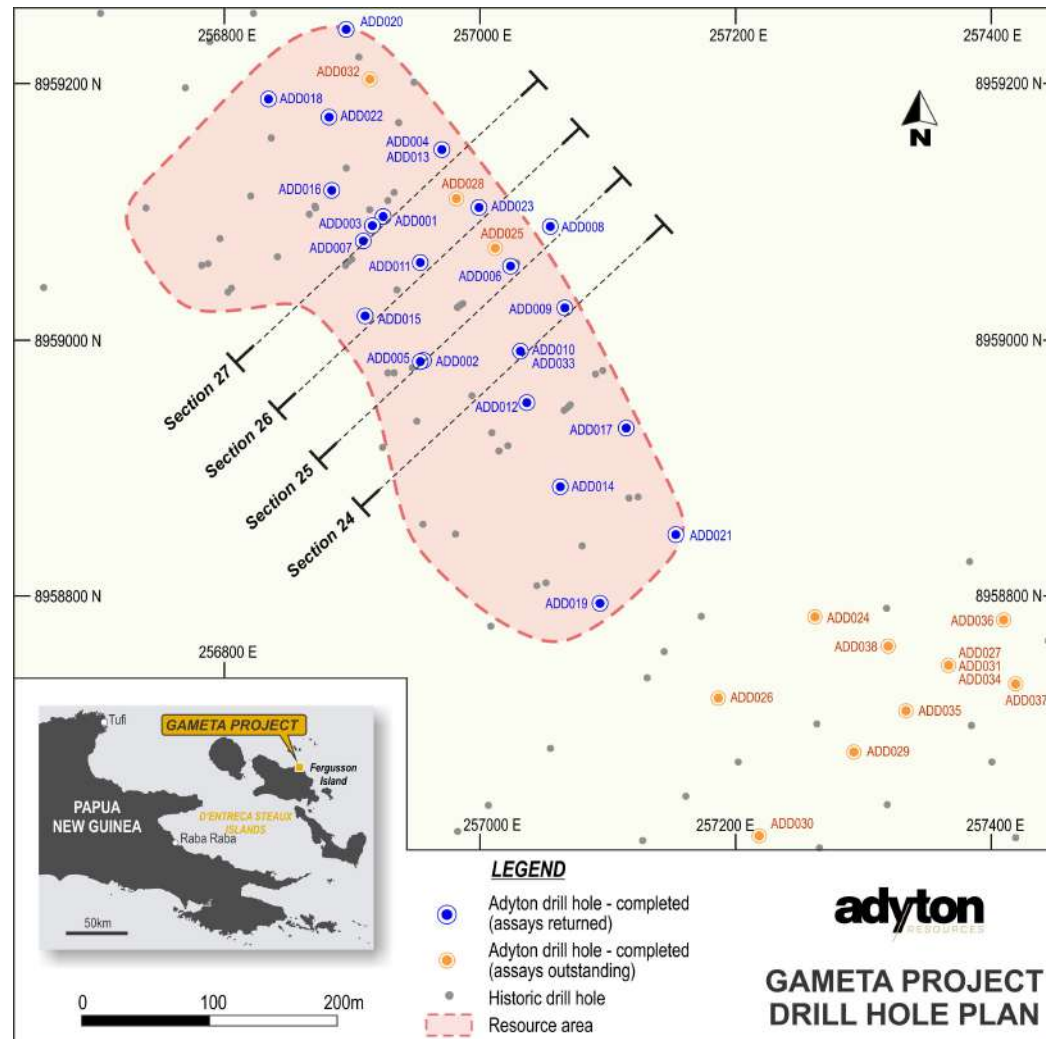 256800 E
257000 E
257200 E
257400 E
ADD020
ADD032
8959200 N
8959200 N
ADD018
ADD022
ADD004
ADD013
N
ADD016
ADD028
ADD003
ADD001
ADD023
ADD007
ADD025
ADD008
ADD011
ADD006
ADD015
ADD009
8959000 N
8959000 N
ADD005
ADD002
ADD010
ADD033
Section 27
ADD012
Section 26
ADD017
Section 25
ADD014
Section 24
ADD021
8958800 N
8958800 N
ADD019
ADD024
ADD036
ADD038
256800 E
ADD027
ADD031
ADD034
ADD037
ADD026
ADD035
ADD029
ADD030
257000 E
257200 E
257400 E
Tufi
GAMETA PROJECT
Fergusson
Island
PAPUA
NEW GUINEA
D'ENTRECA STEAUX
ISLANDS
Raba Raba
50km
0
100
200m
LEGEND
Adyton drill hole - completed
(assays returned)
Adyton drill hole - completed
(assays outstanding)
Historic drill hole
Resource area
adyton
RESOURCES
GAMETA PROJECT
DRILL HOLE PLAN